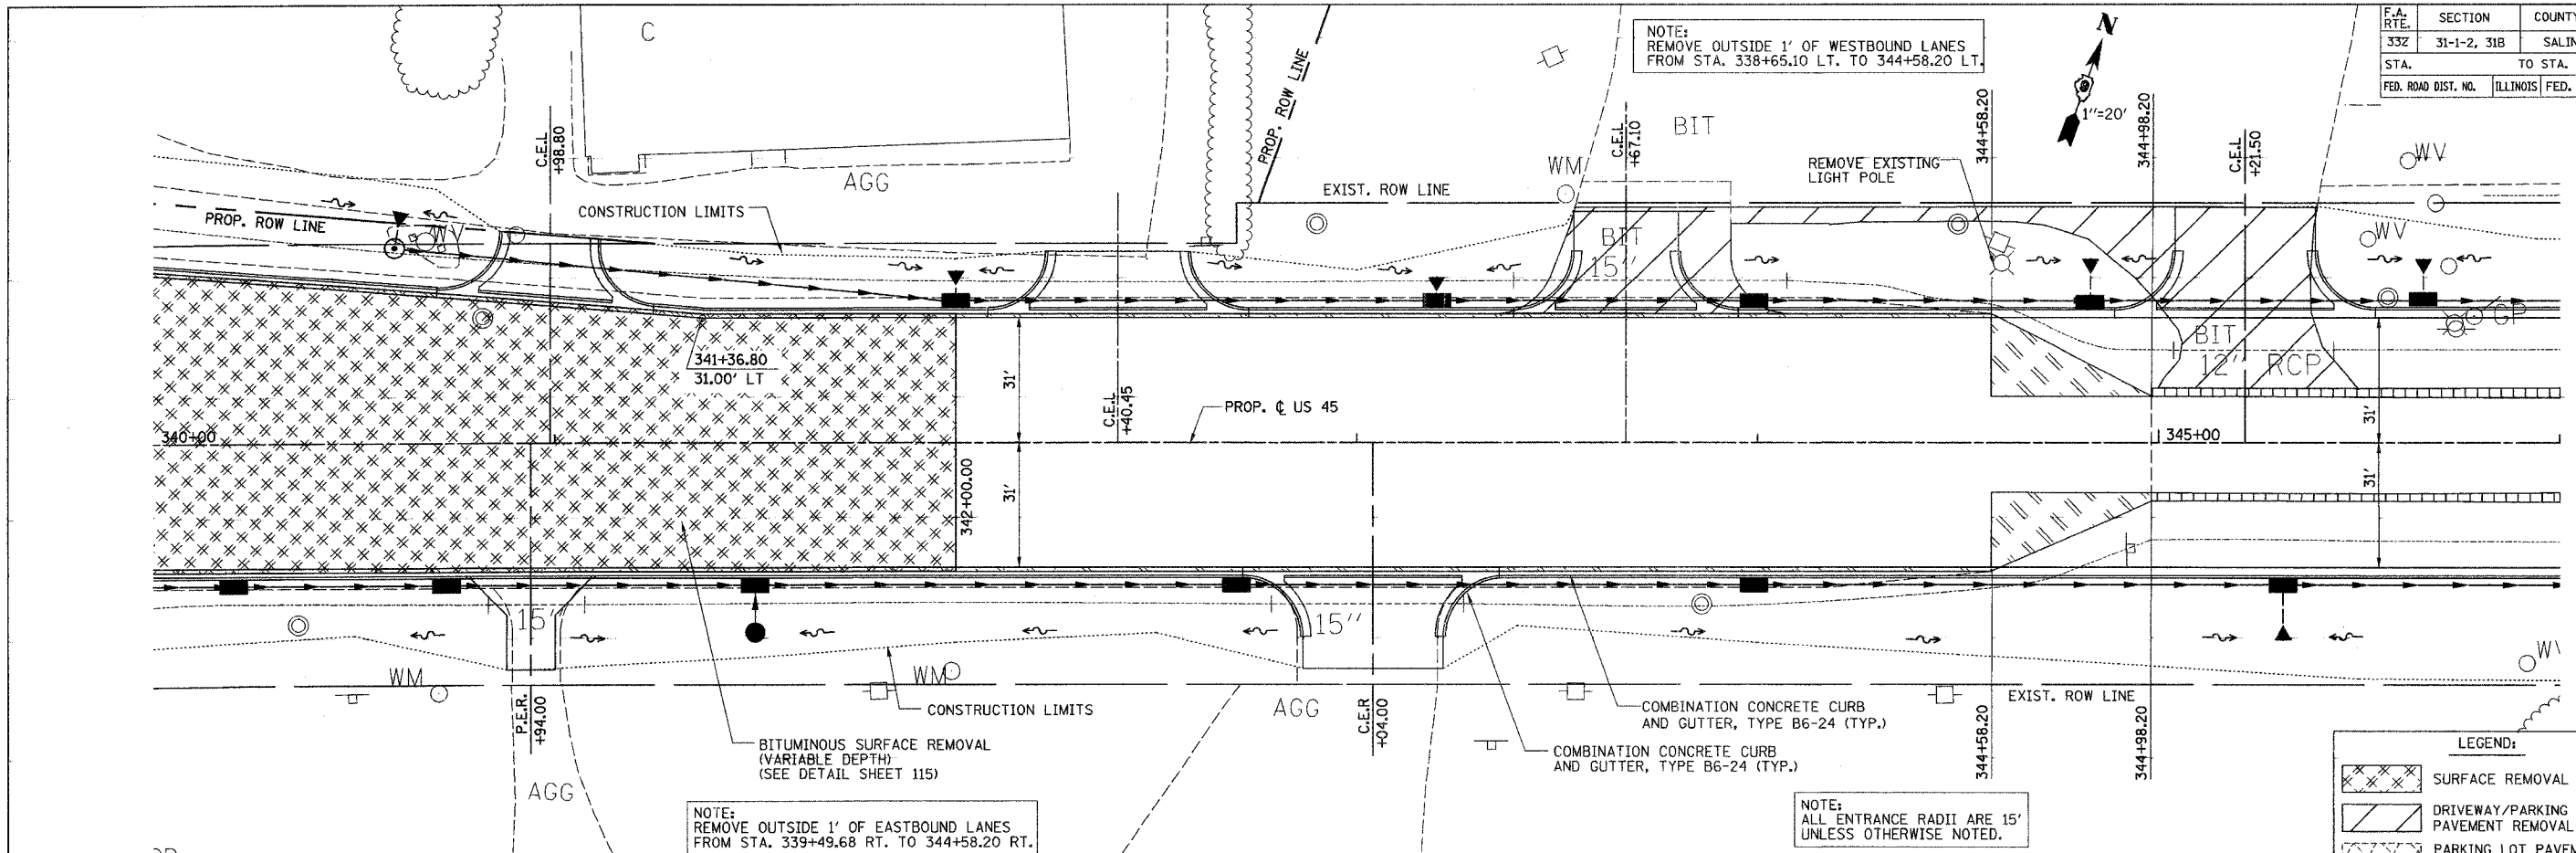 C
NOTE:
REMOVE OUTSIDE 1' OF WESTBOUND LANES
FROM STA. 338+65.10 LT. TO 344+58.20 LT.
N
1"=20'
F.A. RTE.
SECTION
COUNTY
332
31-1-2, 31B
SALIN
STA.
TO STA.
FED. ROAD DIST. NO.
ILLINOIS
FED.
C.E.L
+98.80
AGG
PROP. ROW LINE
CONSTRUCTION LIMITS
PROP. ROW LINE
EXIST. ROW LINE
WM
C.E.L
+67.10
BIT
REMOVE EXISTING
LIGHT POLE
344+58.20
344+98.20
C.E.L
+21.50
WV
WV
WV
BIT
15"
GP
BIT
12" RCP
341+36.80
31.00' LT
31'
C.E.L
+40.45
PROP. ℄ US 45
340+00
345+00
31'
342+00.00
31'
31'
15
15"
WM
WM
CONSTRUCTION LIMITS
P.E.R.
+94.00
AGG
BITUMINOUS SURFACE REMOVAL
(VARIABLE DEPTH)
(SEE DETAIL SHEET 115)
AGG
C.E.R
+04.00
COMBINATION CONCRETE CURB
AND GUTTER, TYPE B6-24 (TYP.)
COMBINATION CONCRETE CURB
AND GUTTER, TYPE B6-24 (TYP.)
344+58.20
344+98.20
EXIST. ROW LINE
NOTE:
REMOVE OUTSIDE 1' OF EASTBOUND LANES
FROM STA. 339+49.68 RT. TO 344+58.20 RT.
NOTE:
ALL ENTRANCE RADII ARE 15'
UNLESS OTHERWISE NOTED.
LEGEND:
SURFACE REMOVAL
DRIVEWAY/PARKING
PAVEMENT REMOVAL
PARKING LOT PAVEM